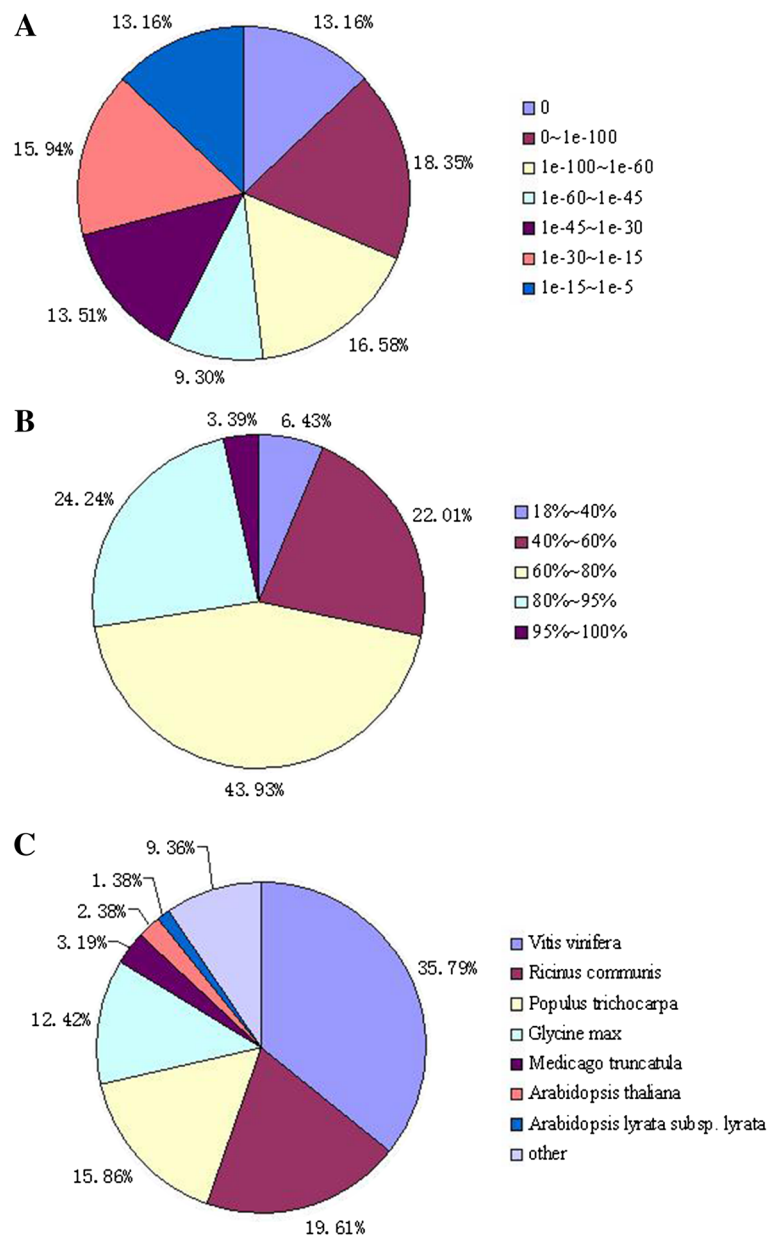 A
13.16%
13.16%
15.94%
18.35%
13.51%
16.58%
9.30%
0
0~1e-100
1e-100~1e-60
1e-60~1e-45
1e-45~1e-30
1e-30~1e-15
1e-15~1e-5
B
3.39%
6.43%
24.24%
22.01%
43.93%
18%~40%
40%~60%
60%~80%
80%~95%
95%~100%
C
9.36%
1.38%
2.38%
3.19%
35.79%
12.42%
15.86%
19.61%
Vitis vinifera
Ricinus communis
Populus trichocarpa
Glycine max
Medicago truncatula
Arabidopsis thaliana
Arabidopsis lyrata subsp. lyrata
other